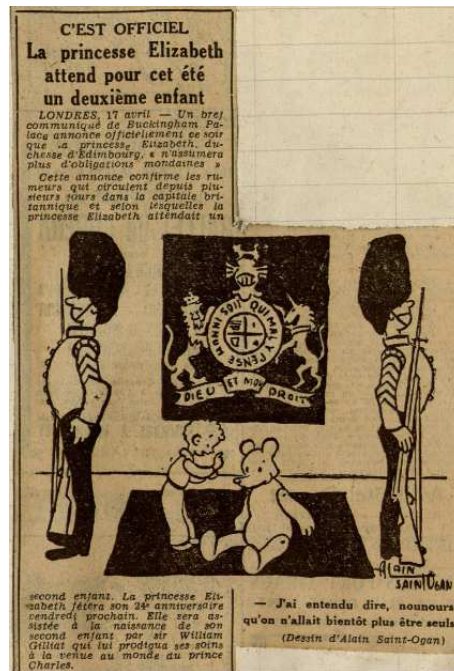 C'EST OFFICIEL
La princesse Elizabeth
attend pour cet été
un deuxième enfant
LONDRES, 17 avril — Un bref
communiqué de Buckingham Pa-
lace annonce officiellement ce soir
que la princesse Elizabeth, du-
chesse d'Edimbourg, « n'assumera
plus d'obligations mondaines »
Cette annonce confirme les ru-
meurs qui circulent depuis plu-
sieurs jours dans la capitale bri-
tannique et selon lesquelles la
princesse Elizabeth attendait un
HONNI SOIT QUI MAL Y PENSE
DIEU ET MON DROIT
ALAIN
SAINT-OGAN
second enfant. La princesse Eli-
zabeth fêtera son 24e anniversaire
vendredi prochain. Elle sera as-
sistée à la naissance de son
second enfant par sir William
Gilliat qui lui prodigua ses soins
à la venue au monde du prince
Charles.
— J'ai entendu dire, nounours
qu'on n'allait bientôt plus être seuls
(Dessin d'Alain Saint-Ogan)